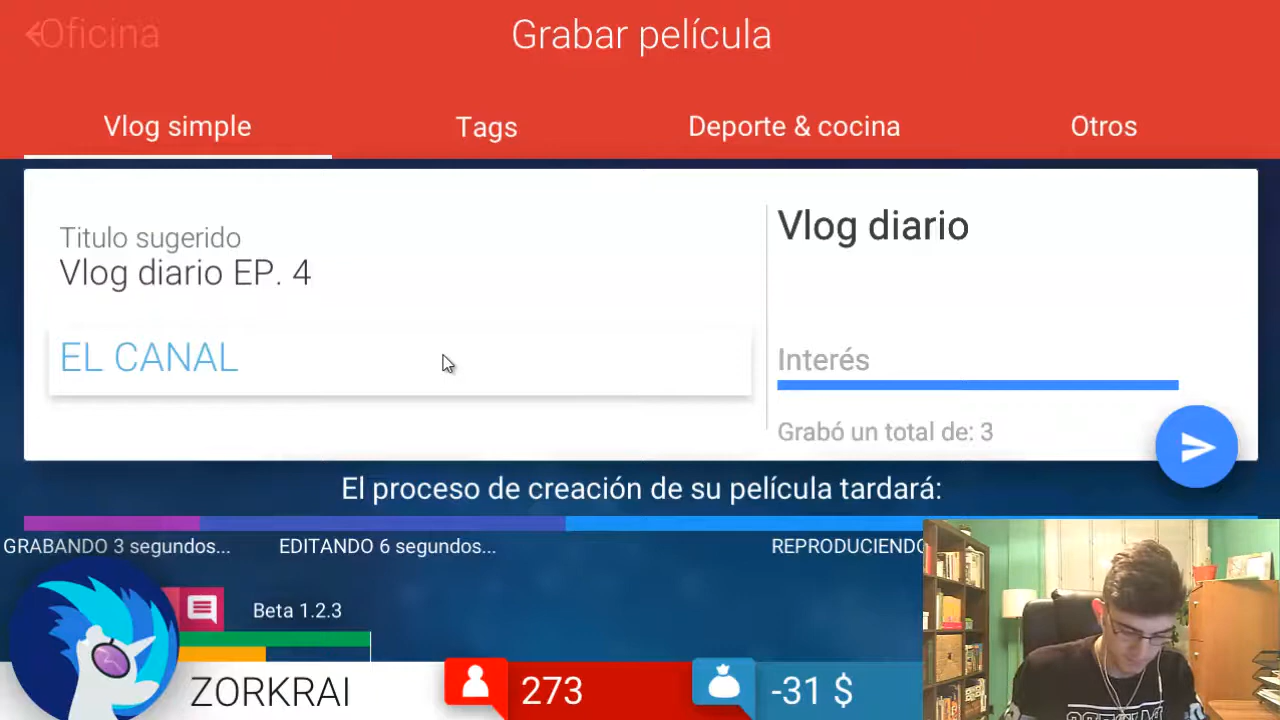 Oficina
Grabar película
Vlog simple
Tags
Deporte & cocina
Otros
Titulo sugerido
Vlog diario EP. 4
EL CANAL
Vlog diario
Interés
Grabó un total de: 3
El proceso de creación de su película tardará:
GRABANDO 3 segundos...
EDITANDO 6 segundos...
REPRODUCIENDO
Beta 1.2.3
ZORKRAI
273
-31 $